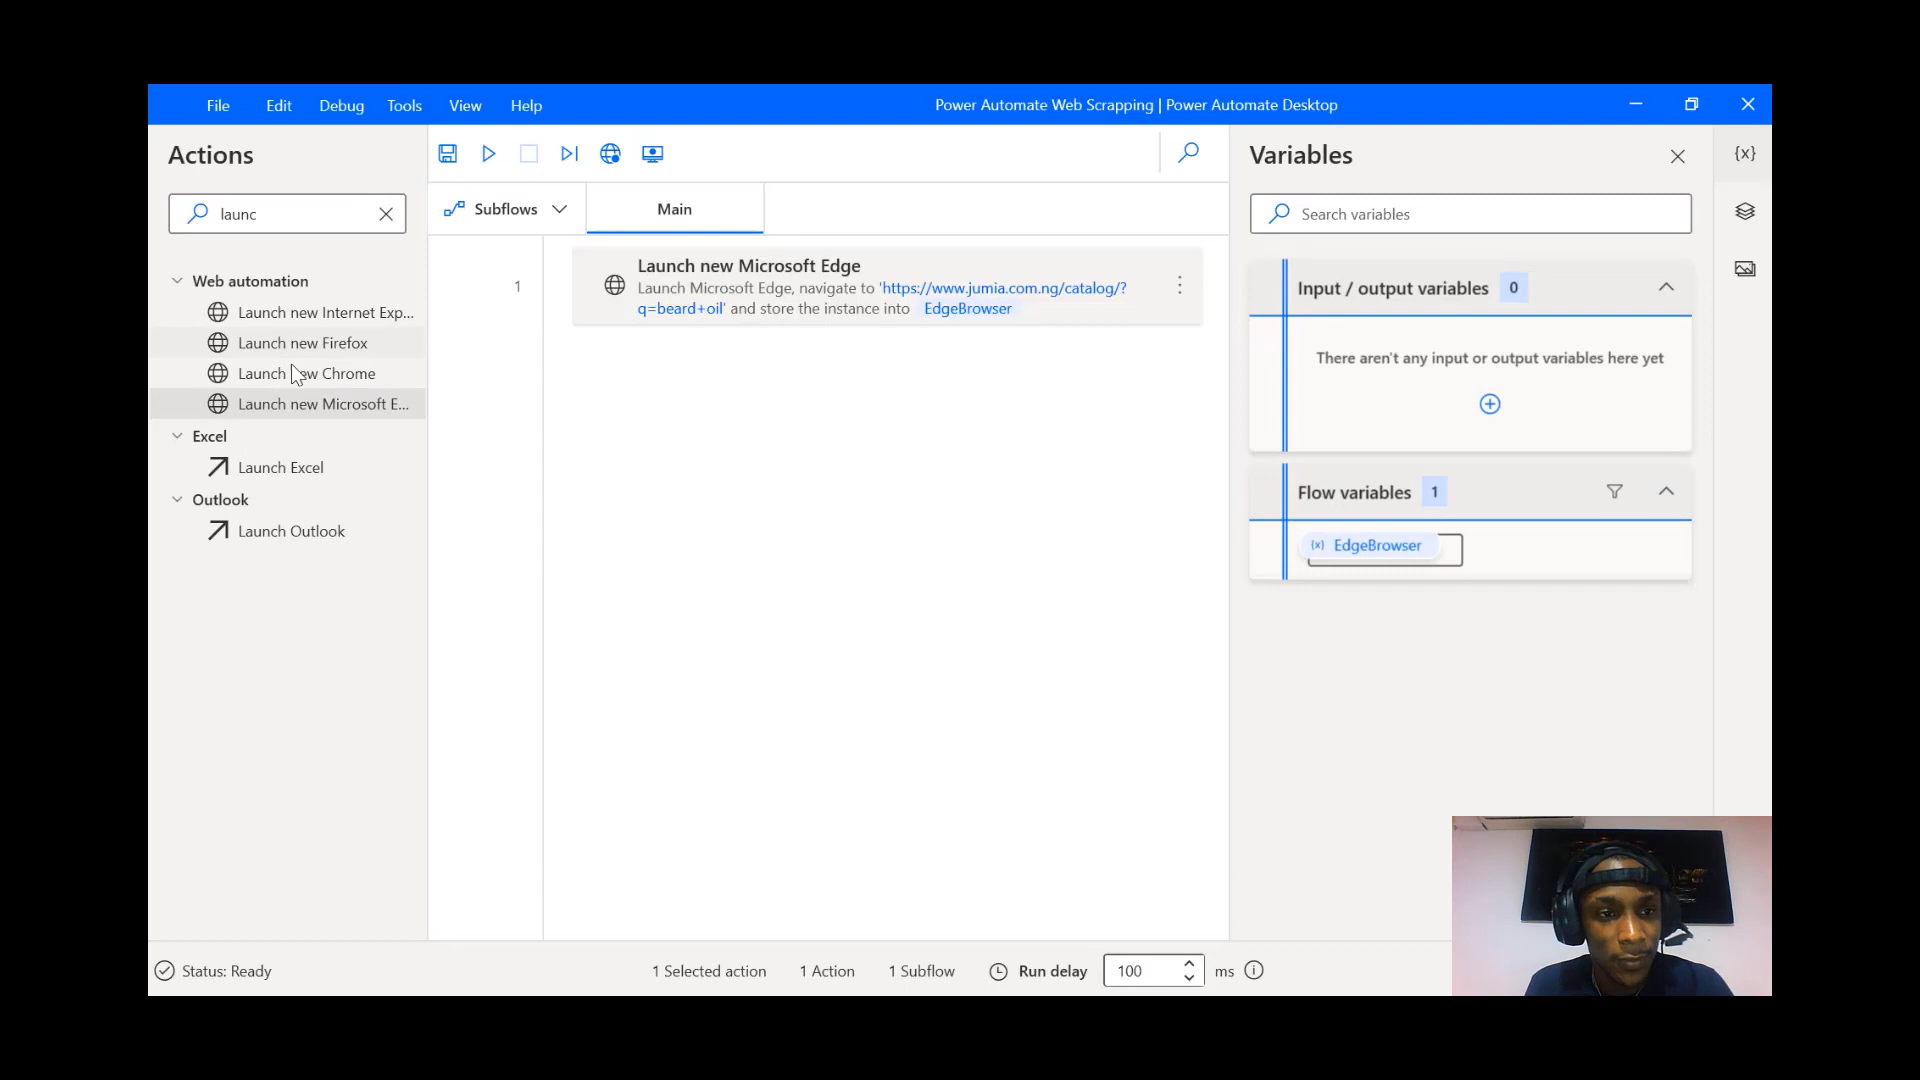 File Edit Debug Tools View Help
Power Automate Web Scrapping | Power Automate Desktop
Actions
launc
Web automation
Launch new Internet Exp...
Launch new Firefox
Launch new Chrome
Launch new Microsoft E...
Excel
Launch Excel
Outlook
Launch Outlook
Subflows
Main
1
Launch new Microsoft Edge
Launch Microsoft Edge, navigate to 'https://www.jumia.com.ng/catalog/?
q=beard+oil' and store the instance into EdgeBrowser
Variables
{x}
Search variables
Input / output variables 0
There aren't any input or output variables here yet
Flow variables 1
{x} EdgeBrowser
Status: Ready
1 Selected action
1 Action
1 Subflow
Run delay
100
ms